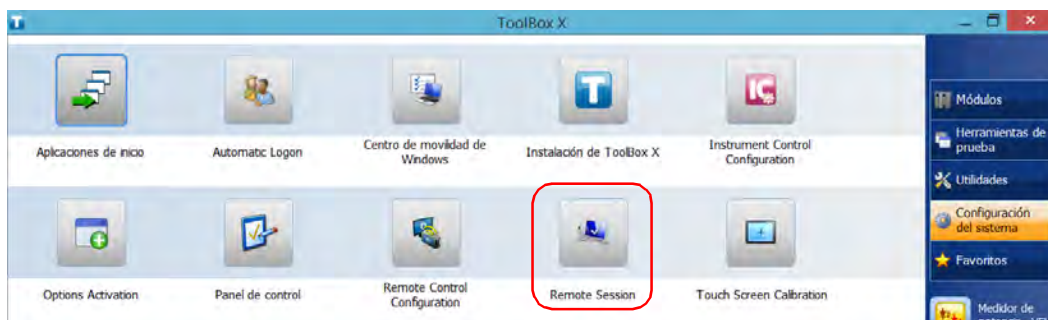 ToolBox X
Aplicaciones de inicio
Automatic Logon
Centro de movilidad de
Windows
Instalación de ToolBox X
Instrument Control
Configuration
Options Activation
Panel de control
Remote Control
Configuration
Remote Session
Touch Screen Calibration
Módulos
Herramientas de
prueba
Utilidades
Configuración
del sistema
Favoritos
Medidor de